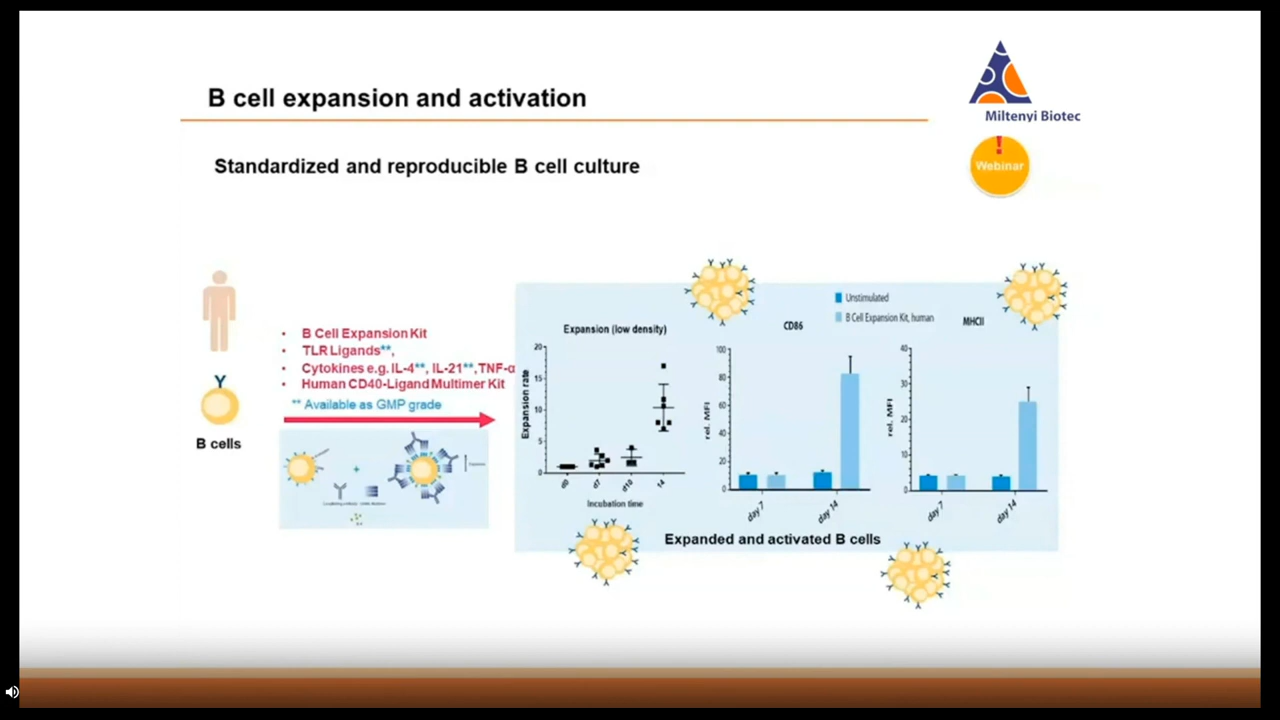 B cell expansion and activation
Miltenyi Biotec
!
Webinar
Standardized and reproducible B cell culture
• B Cell Expansion Kit
• TLR Ligands**,
• Cytokines e.g. IL-4**, IL-21**, TNF-α
• Human CD40-Ligand Multimer Kit
** Available as GMP grade
B cells
Unstimulated
B Cell Expansion Kit, human
Expansion (low density)
20
15
10
5
0
Expansion rate
d0
d7
d10
14
Incubation time
CD86
100
80
60
40
20
0
rel. MFI
day 7
day 14
MHCII
40
30
20
10
0
rel. MFI
day 7
day 14
Expanded and activated B cells